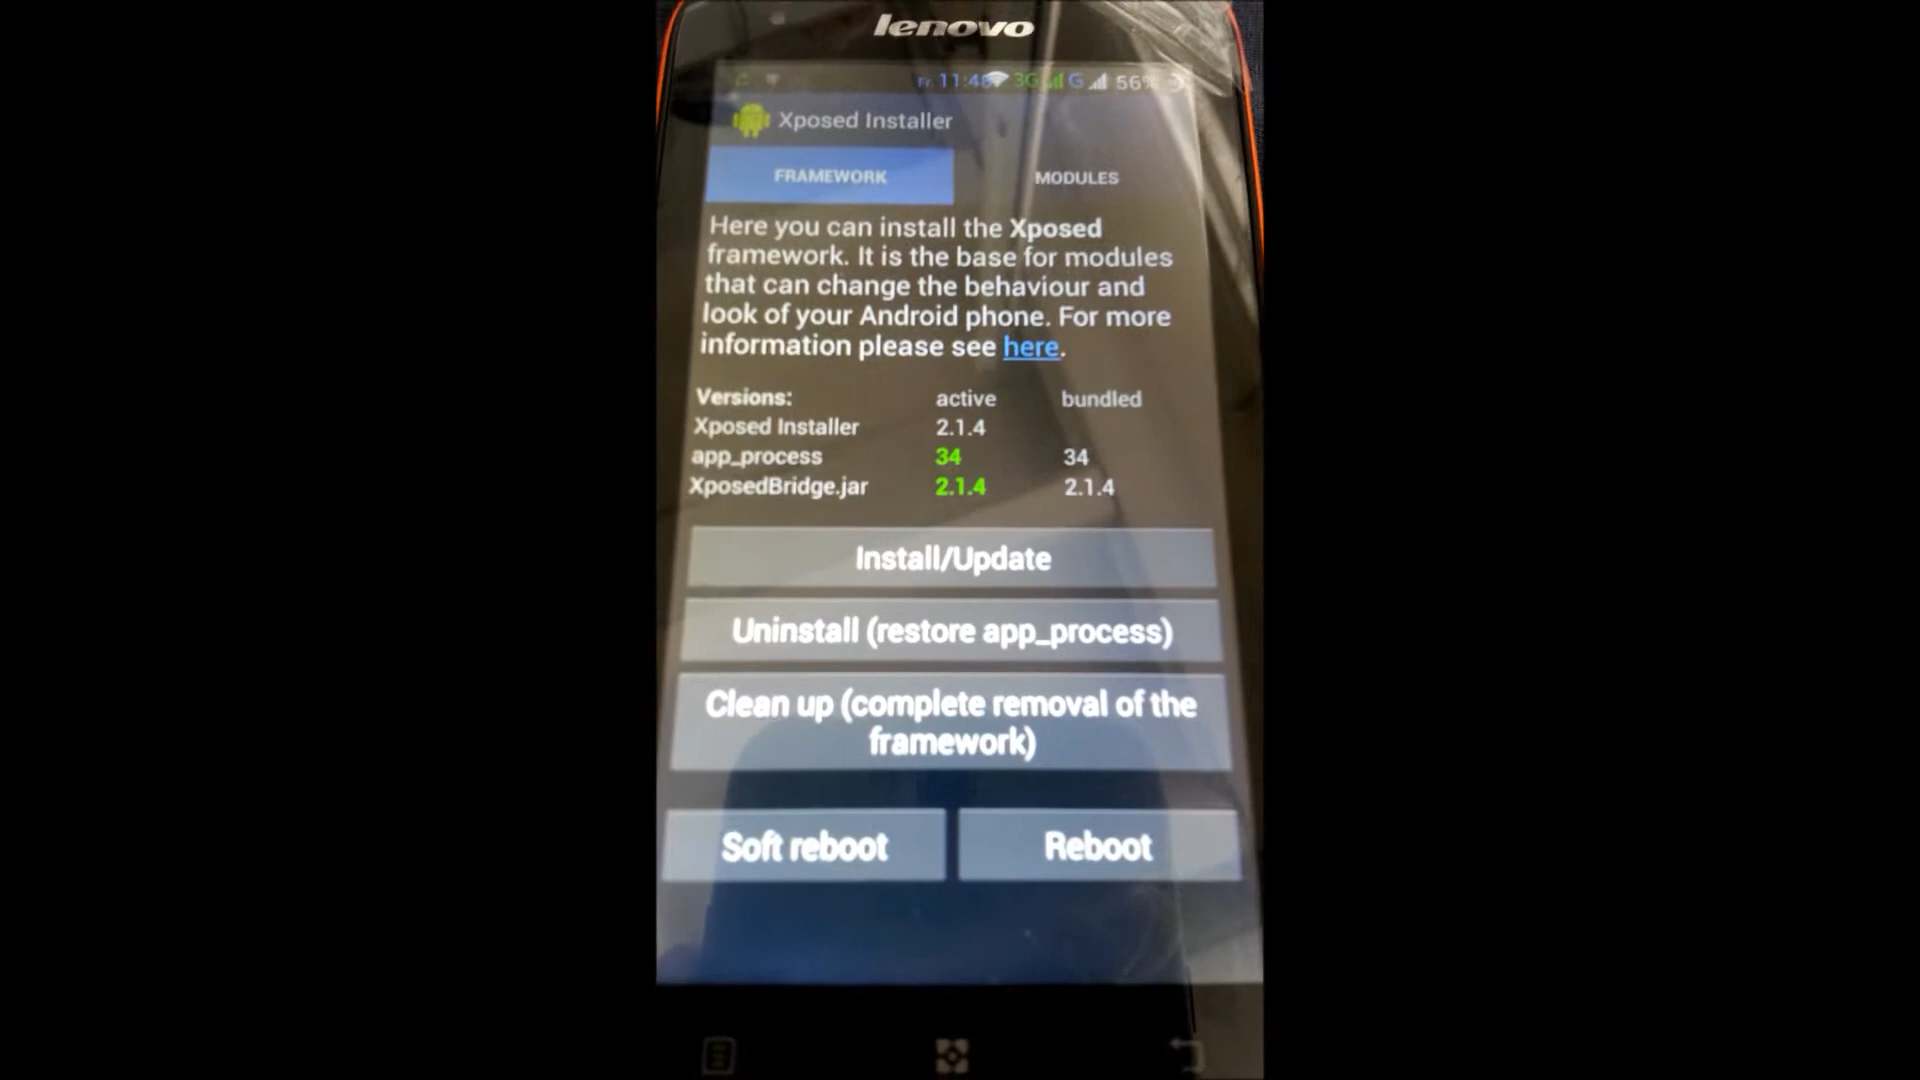 lenovo
Fr. 11:48 3G G 56%
Xposed Installer
FRAMEWORK MODULES
Here you can install the Xposed
framework. It is the base for modules
that can change the behaviour and
look of your Android phone. For more
information please see here.
Versions: active bundled
Xposed Installer 2.1.4
app_process 34 34
XposedBridge.jar 2.1.4 2.1.4
Install/Update
Uninstall (restore app_process)
Clean up (complete removal of the
framework)
Soft reboot Reboot